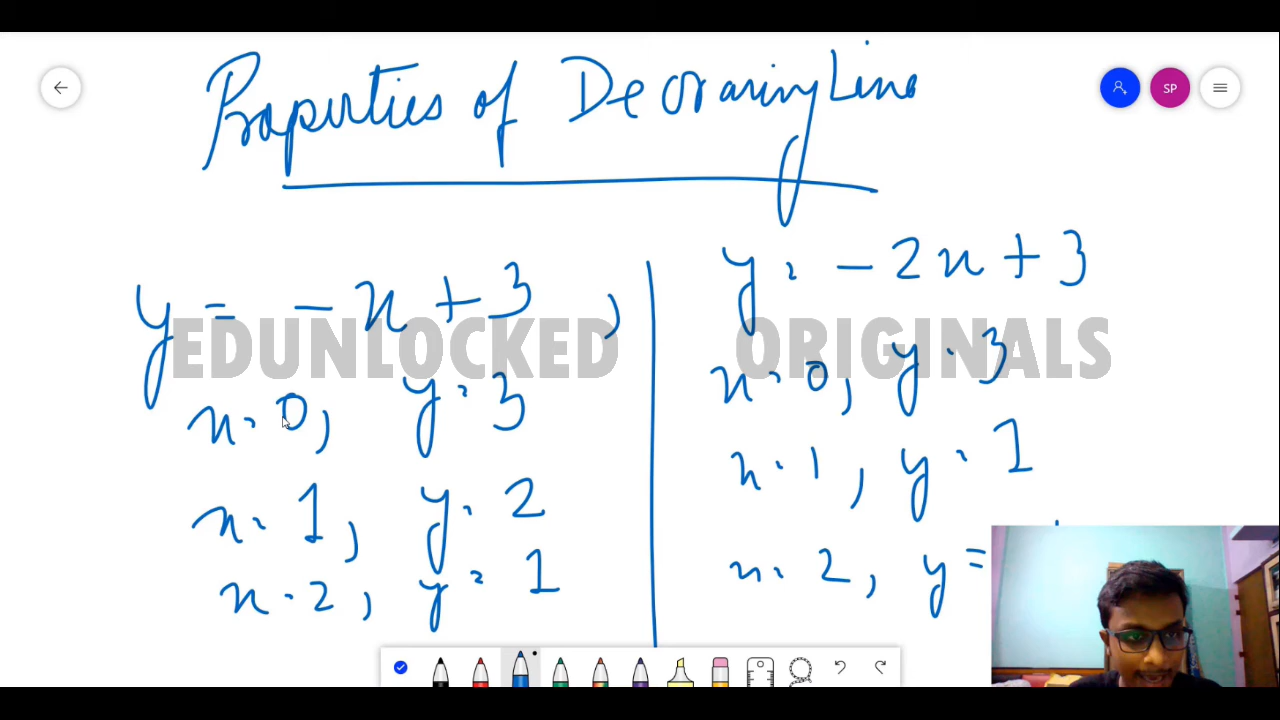 Properties of Decreasing Line
SP
y = - x + 3 ,
x = 0, y = 3
x = 1, y = 2
x = 2, y = 1
y = - 2x + 3
x = 0, y = 3
x = 1, y = 1
x = 2, y =
EDUNLOCKED ORIGINALS